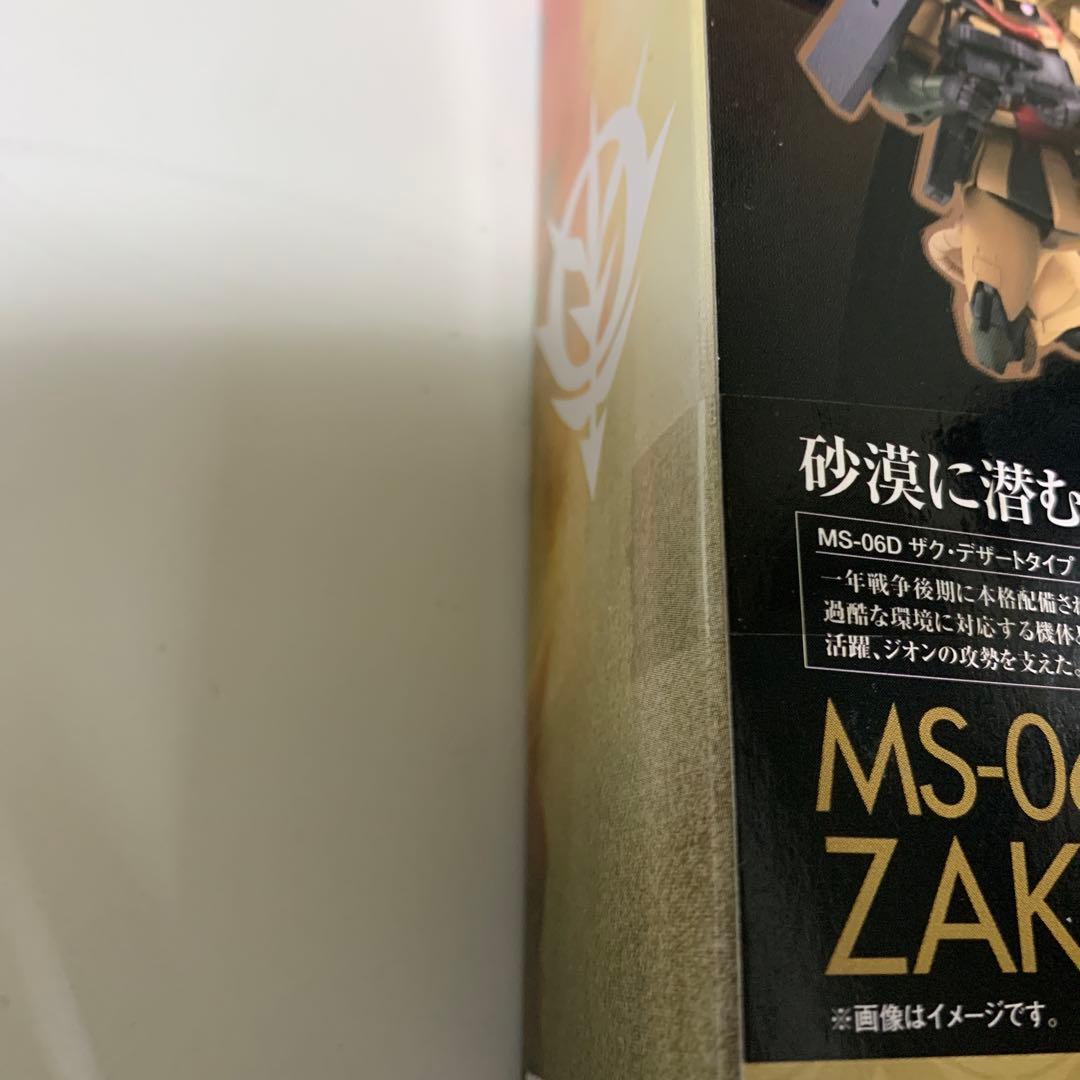 砂漠に潜む
MS-06D ザク・デザートタイプ
一年戦争後期に本格配備され
過酷な環境に対応する機体と
活躍、ジオンの攻勢を支えた。
MS-06
ZAK
※画像はイメージです。